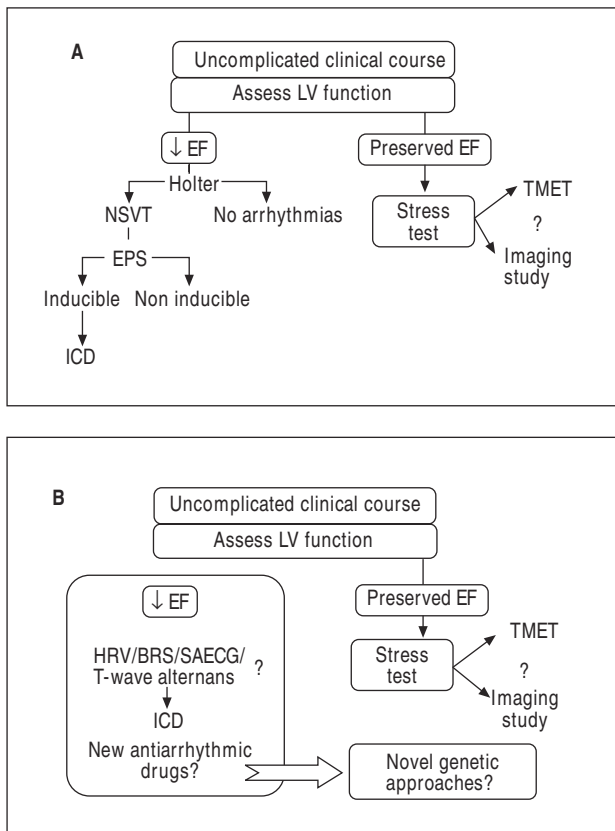 A
Uncomplicated clinical course
Assess LV function
↓ EF
Preserved EF
Holter
NSVT
No arrhythmias
Stress
test
TMET
?
Imaging
study
EPS
Inducible
Non inducible
ICD
B
Uncomplicated clinical course
Assess LV function
↓ EF
Preserved EF
HRV/BRS/SAECG/
T-wave alternans
?
ICD
New antiarrhythmic
drugs?
Stress
test
TMET
?
Imaging
study
Novel genetic
approaches?